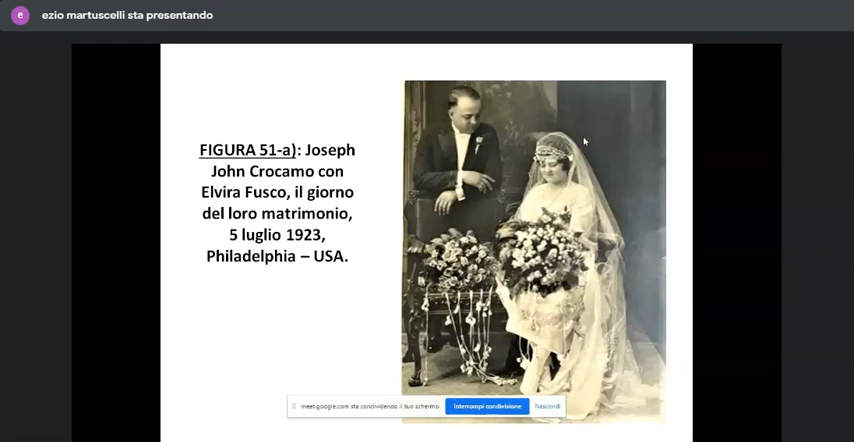 e ezio martuscelli sta presentando
FIGURA 51-a): Joseph
John Crocamo con
Elvira Fusco, il giorno
del loro matrimonio,
5 luglio 1923,
Philadelphia – USA.
meet.google.com sta condividendo il tuo schermo. Interrompi condivisione Nascondi